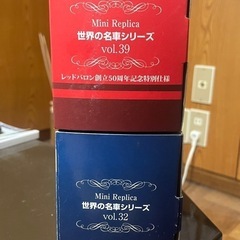 Mini Replica
世界の名車シリーズ
vol.39
レッドバロン創立50周年記念特別仕様
Mini Replica
世界の名車シリーズ
vol.32